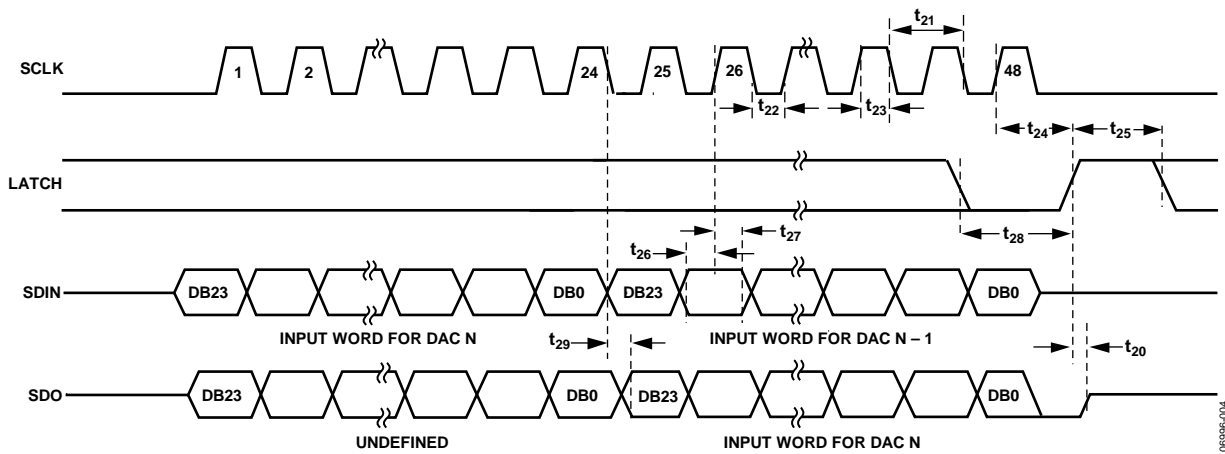 t21
SCLK
1
2
24
25
26
48
t22
t23
t24
t25
LATCH
t27
t28
t26
SDIN
DB23
DB0
DB23
DB0
INPUT WORD FOR DAC N
INPUT WORD FOR DAC N – 1
t29
t20
SDO
DB23
DB0
DB23
DB0
UNDEFINED
INPUT WORD FOR DAC N
06996-004